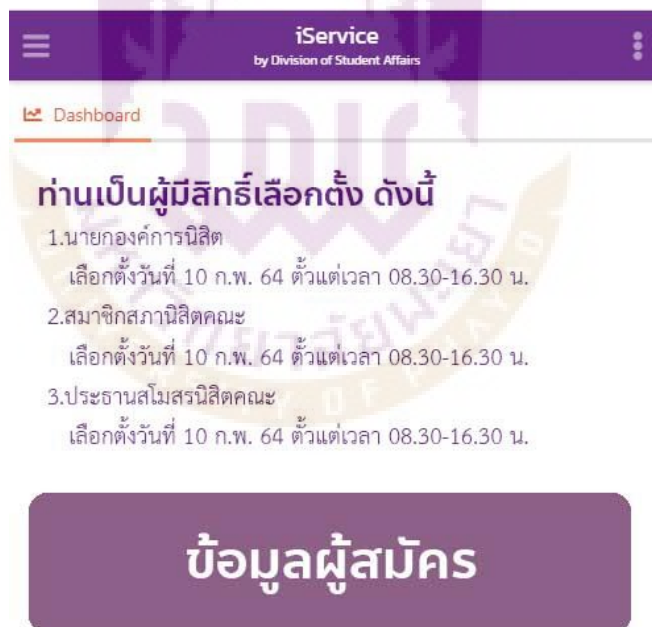 iService
by Division of Student Affairs
Dashboard
ท่านเป็นผู้มีสิทธิ์เลือกตั้ง ดังนี้
1.นายกองค์การนิสิต
เลือกตั้งวันที่ 10 ก.พ. 64 ตั้วแต่เวลา 08.30-16.30 น.
2.สมาชิกสภานิสิตคณะ
เลือกตั้งวันที่ 10 ก.พ. 64 ตั้วแต่เวลา 08.30-16.30 น.
3.ประธานสโมสรนิสิตคณะ
เลือกตั้งวันที่ 10 ก.พ. 64 ตั้วแต่เวลา 08.30-16.30 น.
ข้อมูลผู้สมัคร